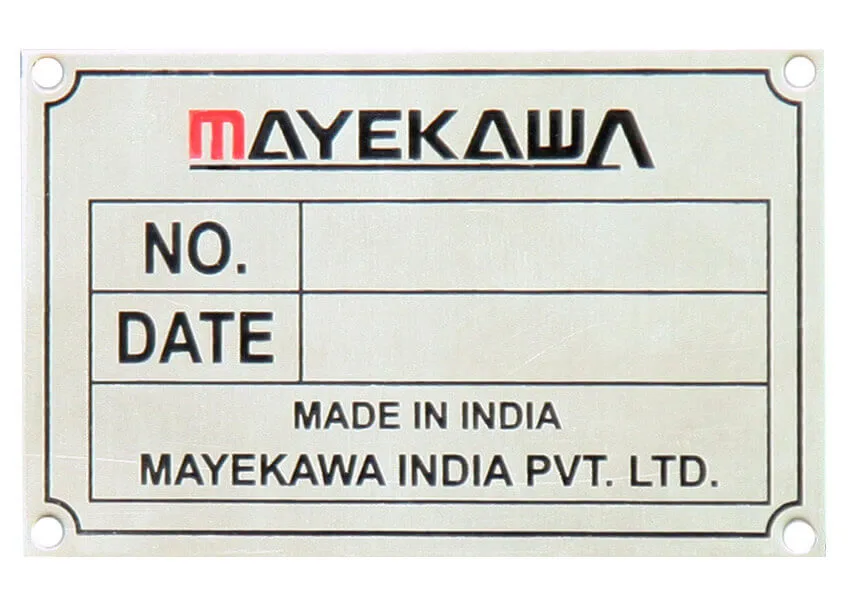 MAYEKAWA
NO.
DATE
MADE IN INDIA
MAYEKAWA INDIA PVT. LTD.